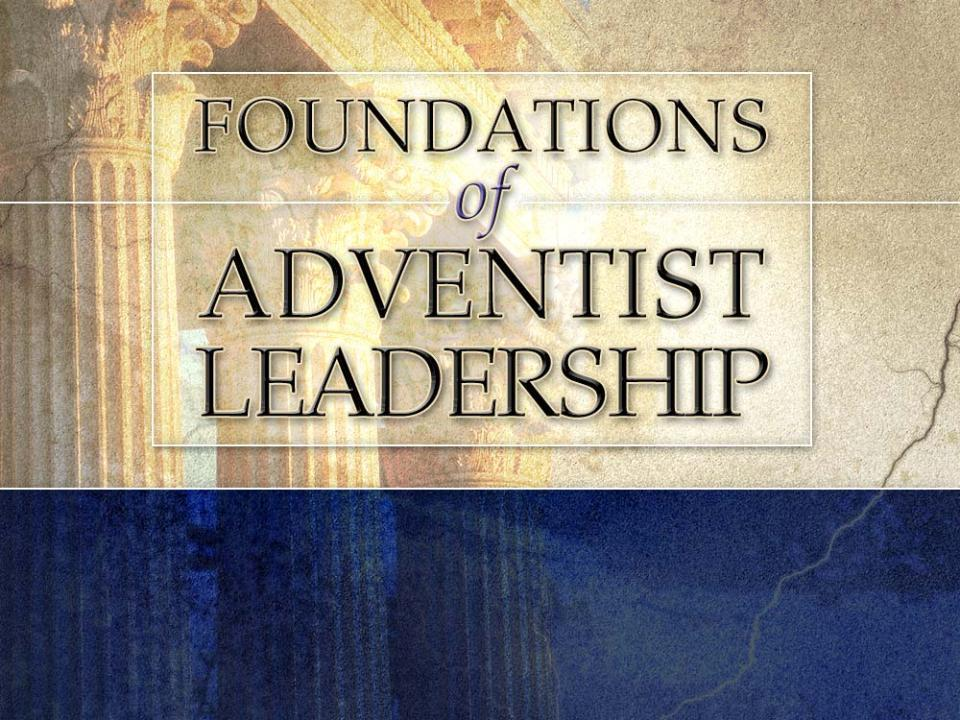 FOUNDATIONS
of
ADVENTIST
LEADERSHIP